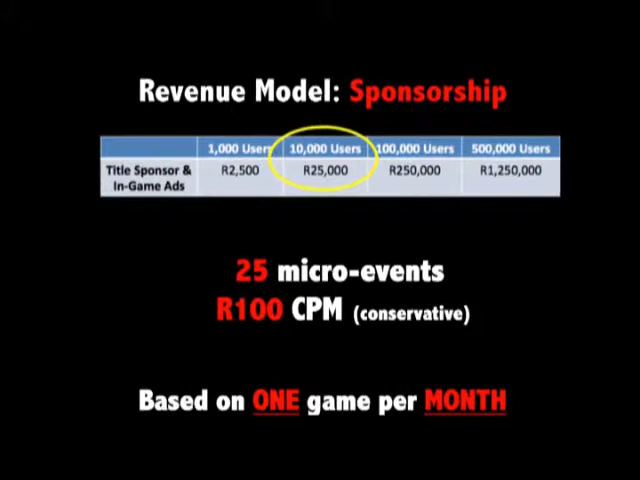 Revenue Model: Sponsorship
1,000 Users 10,000 Users 100,000 Users 500,000 Users
Title Sponsor & In-Game Ads R2,500 R25,000 R250,000 R1,250,000
25 micro-events
R100 CPM (conservative)
Based on ONE game per MONTH